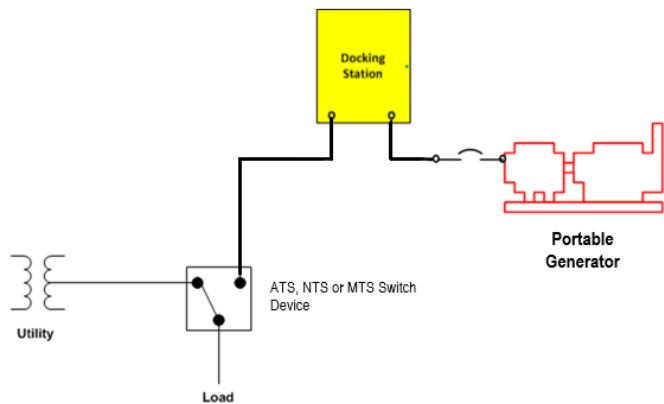 Docking
Station
Portable
Generator
ATS, NTS or MTS Switch
Device
Utility
Load